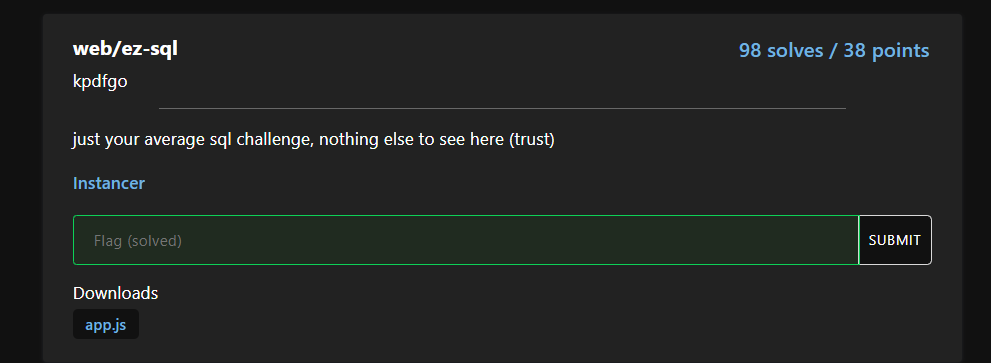 web/ez-sql
98 solves / 38 points
kpdfgo
just your average sql challenge, nothing else to see here (trust)
Instancer
Flag (solved)
SUBMIT
Downloads
app.js